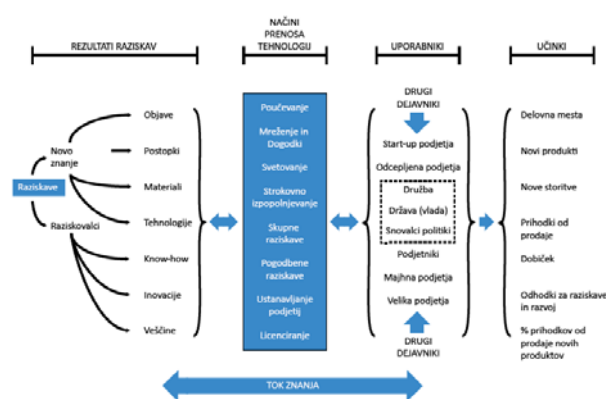 REZULTATI RAZISKAV
NAČINI
PRENOSA
TEHNOLOGIJ
UPORABNIKI
UČINKI
Raziskave
Novo
znanje
Raziskovalci
Objave
Postopki
Materiali
Tehnologije
Know-how
Inovacije
Veščine
Poučevanje
Mreženje in
Dogodki
Svetovanje
Strokovno
izpopolnjevanje
Skupne
raziskave
Pogodbene
raziskave
Ustanavljanje
podjetij
Licenciranje
DRUGI
DEJAVNIKI
Start-up podjetja
Odcepljena podjetja
Družba
Država (vlada)
Snovalci politiki
Podjetniki
Majhna podjetja
Velika podjetja
DRUGI
DEJAVNIKI
Delovna mesta
Novi produkti
Nove storitve
Prihodki od
prodaje
Dobiček
Odhodki za raziskave
in razvoj
% prihodkov od
prodaje novih
produktov
TOK ZNANJA